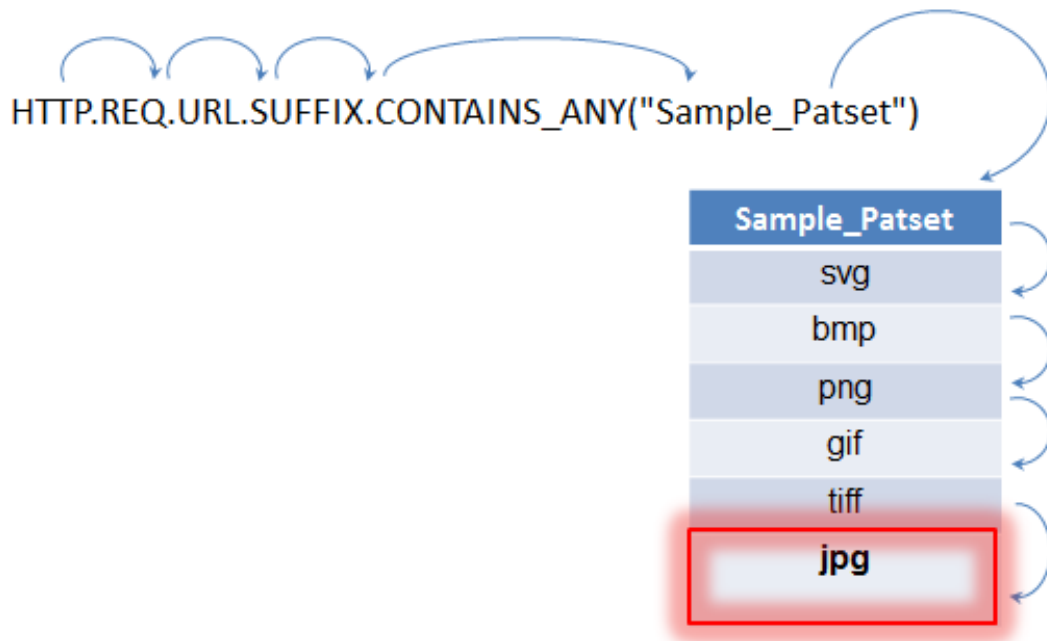 HTTP.REQ.URL.SUFFIX.CONTAINS_ANY("Sample_Patset")
Sample_Patset
svg
bmp
png
gif
tiff
jpg